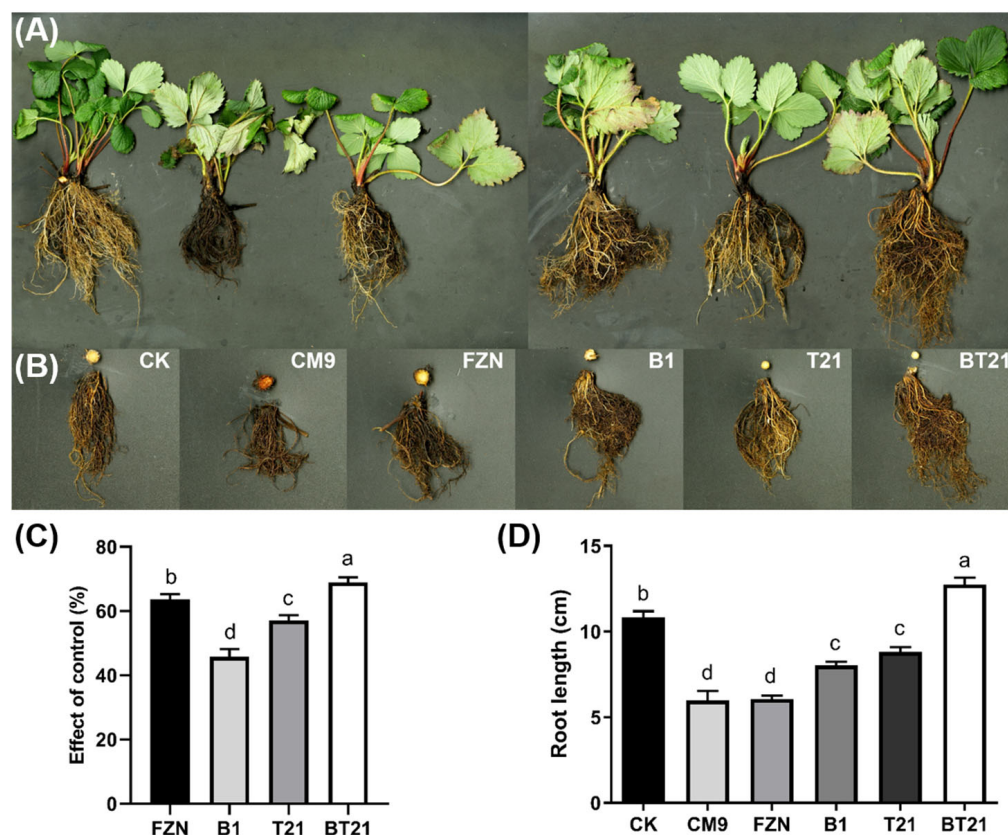 (A)
(B)
CK CM9 FZN B1 T21 BT21
(C)
80
60
40
20
0
Effect of control (%)
b
d
c
a
FZN B1 T21 BT21
(D)
15
10
5
0
Root length (cm)
b
d
d
c
c
a
CK CM9 FZN B1 T21 BT21